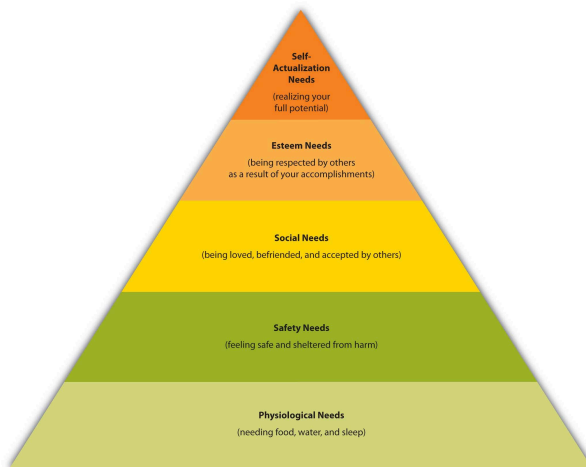 Self-
Actualization
Needs
(realizing your
full potential)
Esteem Needs
(being respected by others
as a result of your accomplishments)
Social Needs
(being loved, befriended, and accepted by others)
Safety Needs
(feeling safe and sheltered from harm)
Physiological Needs
(needing food, water, and sleep)